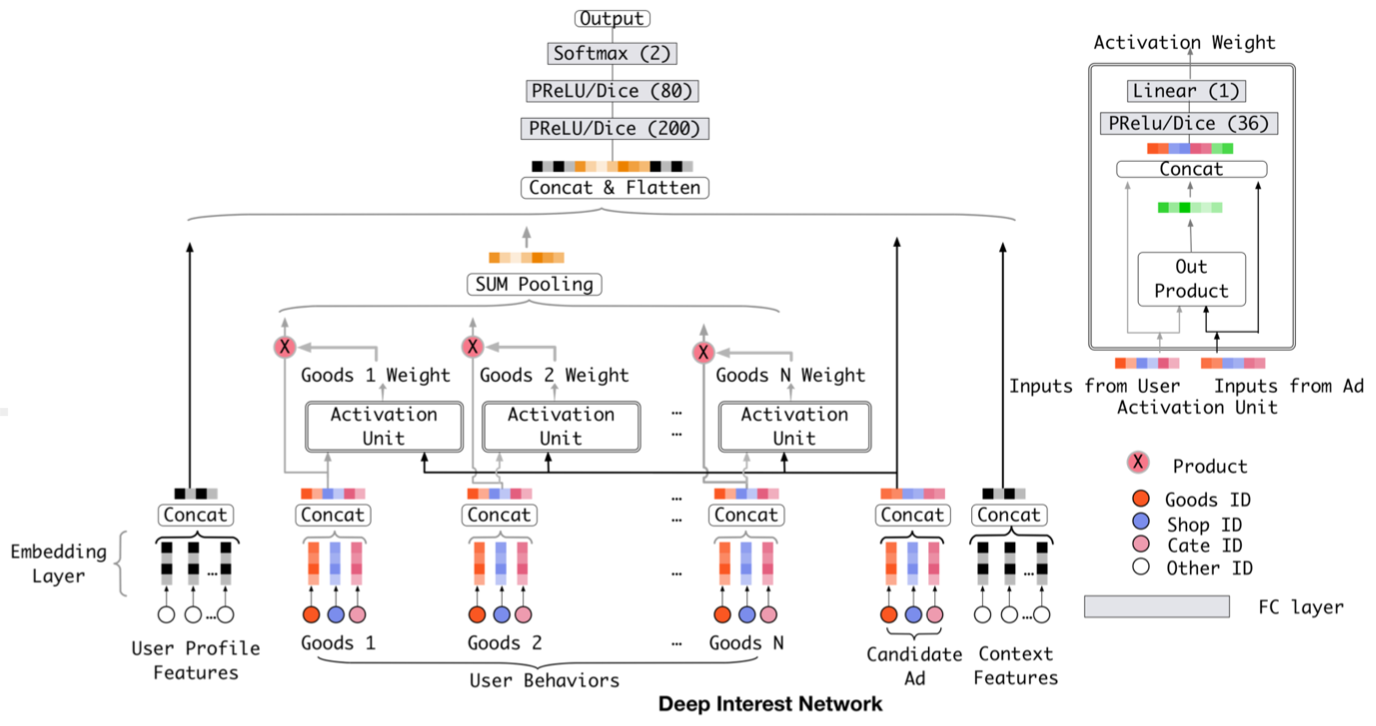 Output
Softmax (2)
PReLU/Dice (80)
PReLU/Dice (200)
Concat & Flatten
SUM Pooling
X
X
X
Goods 1 Weight
Goods 2 Weight
Goods N Weight
Activation
Unit
Activation
Unit
...
...
Activation
Unit
Concat
Concat
Concat
...
...
Concat
Concat
Concat
Embedding
Layer
...
...
...
...
User Profile
Features
Goods 1
Goods 2
...
Goods N
User Behaviors
Candidate
Ad
Context
Features
Activation Weight
Linear (1)
PRelu/Dice (36)
Concat
Out
Product
Inputs from User
Inputs from Ad
Activation Unit
X
Product
Goods ID
Shop ID
Cate ID
Other ID
FC layer
Deep Interest Network